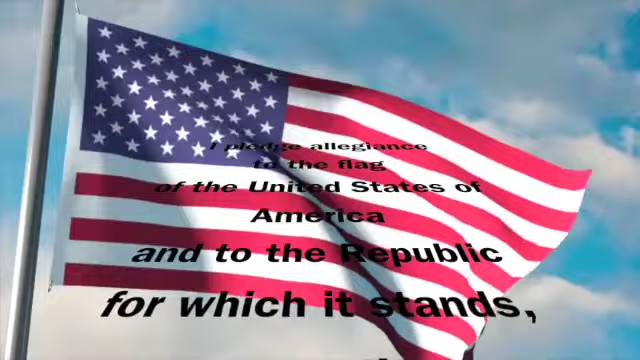 I pledge allegiance
to the flag
of the United States of
America
and to the Republic
for which it stands,